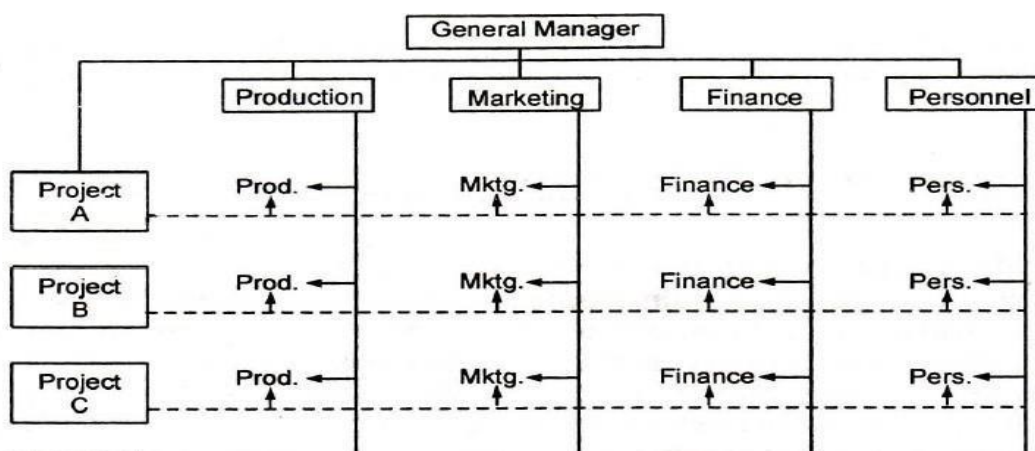 General Manager
Production Marketing Finance Personnel
Project
A
Prod. Mktg. Finance Pers.
Project
B
Prod. Mktg. Finance Pers.
Project
C
Prod. Mktg. Finance Pers.